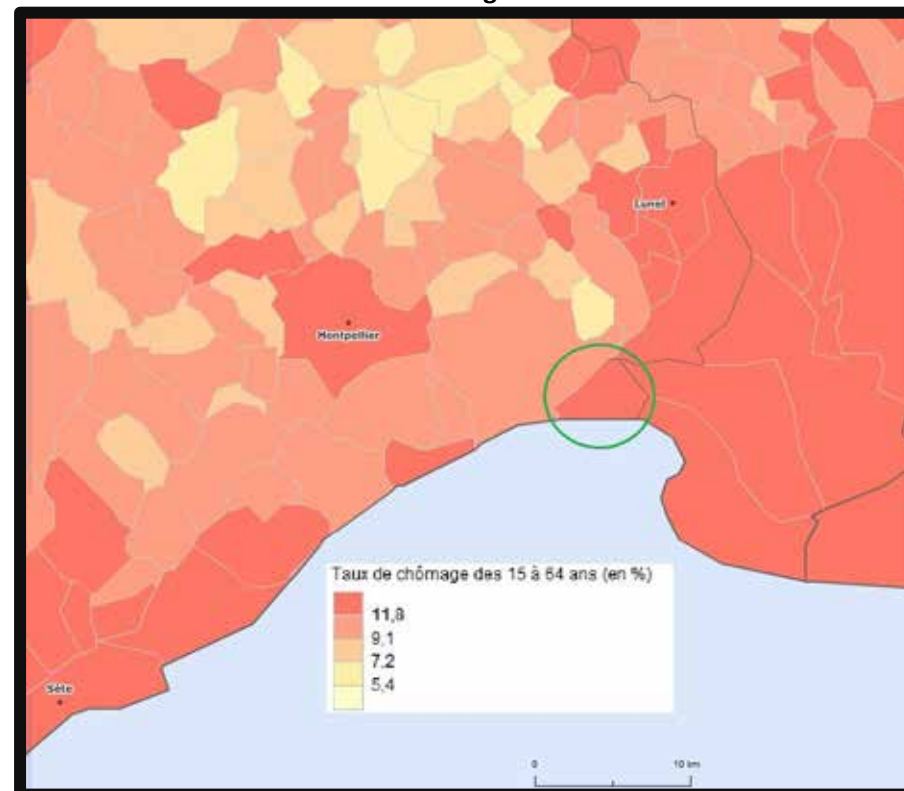 Lunel
Montpellier
Taux de chômage des 15 à 64 ans (en %)
11,8
9,1
7,2
5,4
Sète
0 10 km